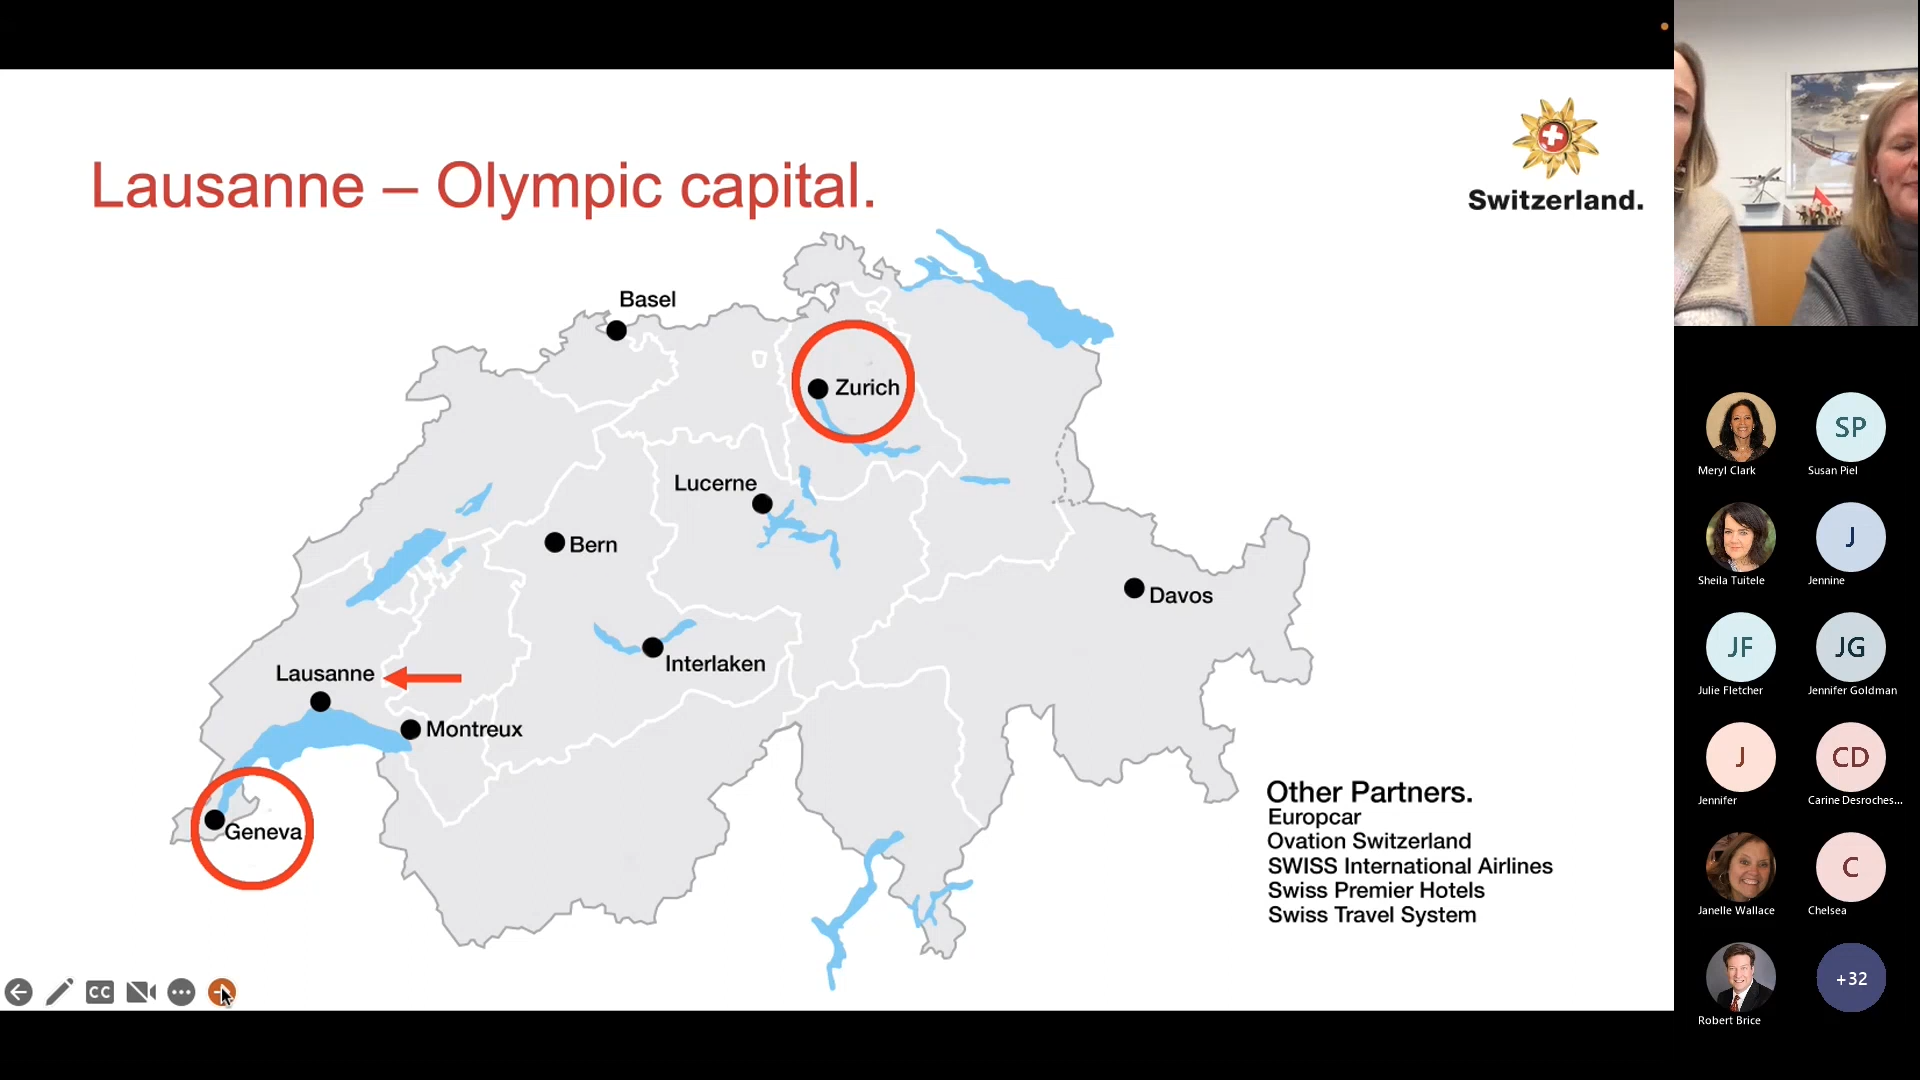 Lausanne – Olympic capital.
Switzerland.
Basel
Zurich
Lucerne
Bern
Davos
Interlaken
Lausanne
Montreux
Geneva
Other Partners.
Europcar
Ovation Switzerland
SWISS International Airlines
Swiss Premier Hotels
Swiss Travel System
CC
Meryl Clark
SP
Susan Piel
Sheila Tuitele
J
Jennine
JF
Julie Fletcher
JG
Jennifer Goldman
J
Jennifer
CD
Carine Desroches...
Janelle Wallace
C
Chelsea
Robert Brice
+32